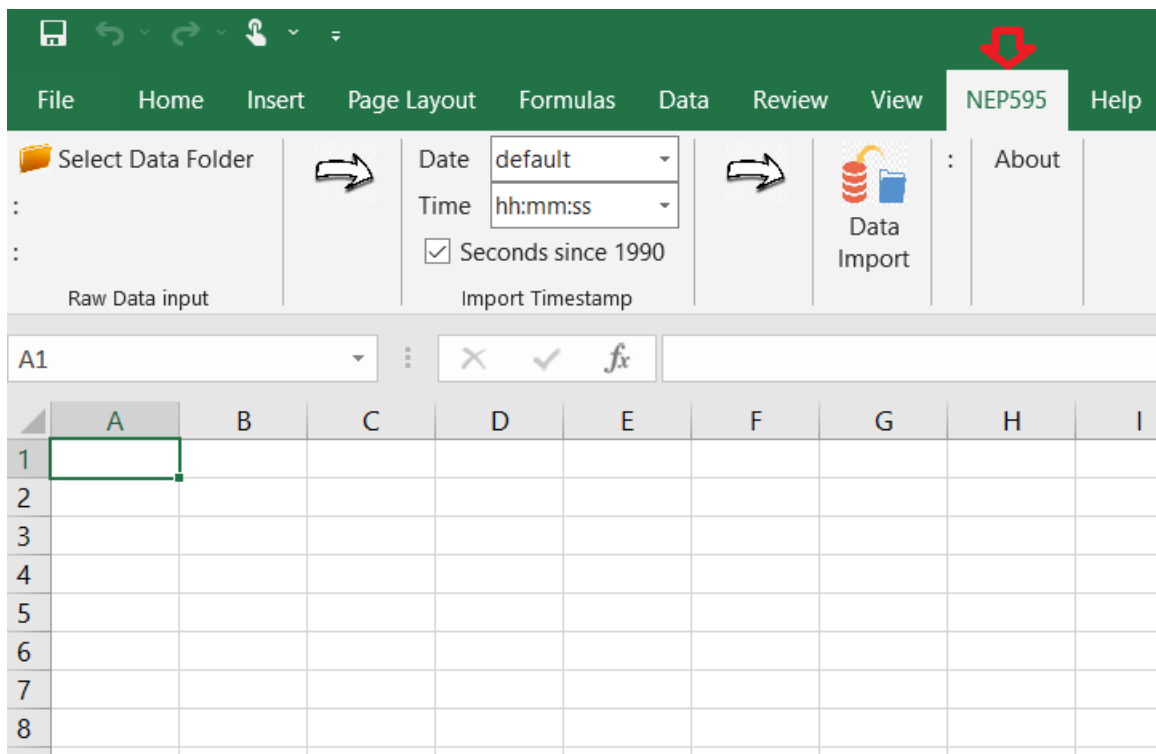 File Home Insert Page Layout Formulas Data Review View NEP595 Help
Select Data Folder Date default : About
: Time hh:mm:ss Data
: Seconds since 1990 Import
Raw Data input Import Timestamp
A1 fx
A B C D E F G H I
1
2
3
4
5
6
7
8